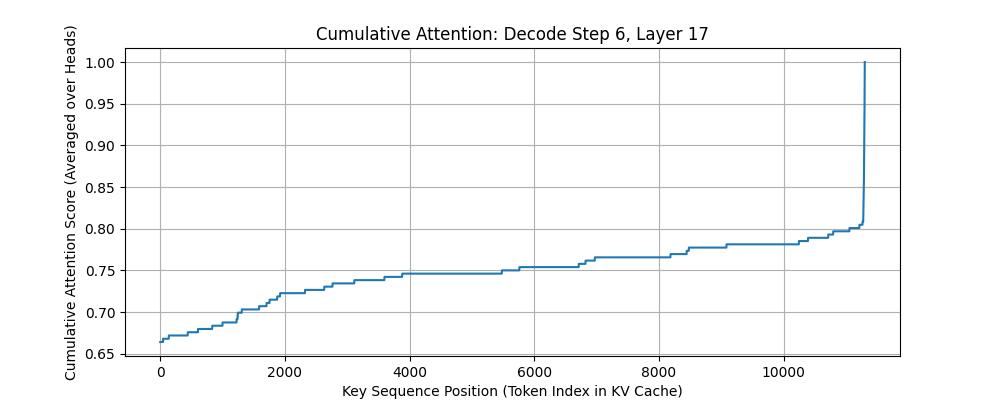 Cumulative Attention: Decode Step 6, Layer 17
Cumulative Attention Score (Averaged over Heads)
1.00
0.95
0.90
0.85
0.80
0.75
0.70
0.65
0 2000 4000 6000 8000 10000
Key Sequence Position (Token Index in KV Cache)